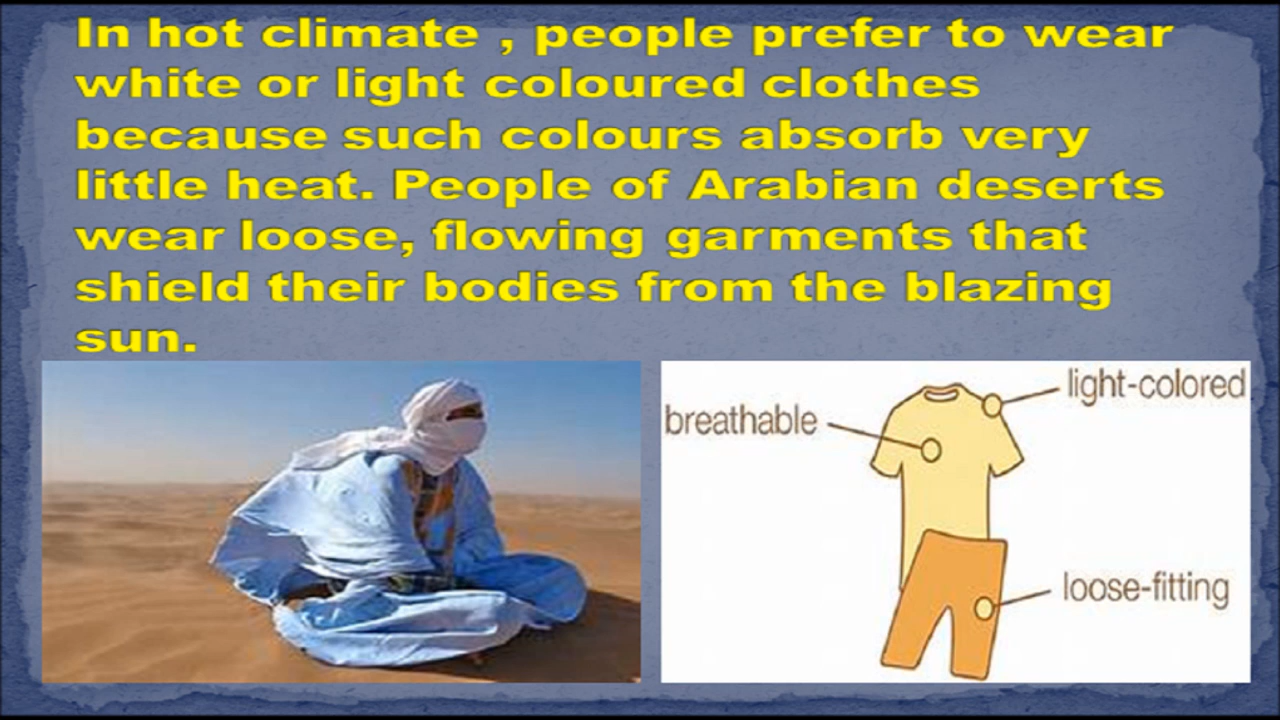 In hot climate , people prefer to wear
white or light coloured clothes
because such colours absorb very
little heat. People of Arabian deserts
wear loose, flowing garments that
shield their bodies from the blazing
sun.
light-colored
breathable
loose-fitting